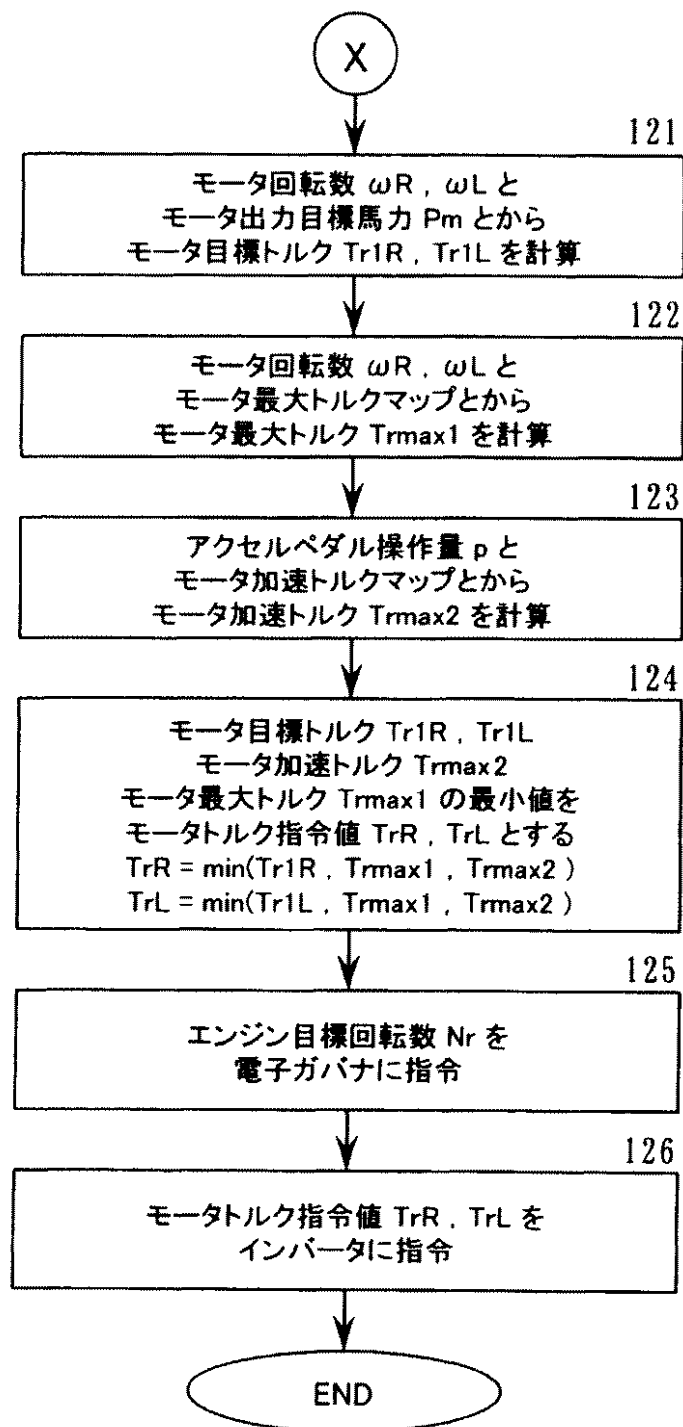 X
121
モータ回転数 ωR , ωL と
モータ出力目標馬力 Pm とから
モータ目標トルク Tr1R , Tr1L を計算
122
モータ回転数 ωR , ωL と
モータ最大トルクマップとから
モータ最大トルク Trmax1 を計算
123
アクセルペダル操作量 p と
モータ加速トルクマップとから
モータ加速トルク Trmax2 を計算
124
モータ目標トルク Tr1R , Tr1L
モータ加速トルク Trmax2
モータ最大トルク Trmax1 の最小値を
モータトルク指令値 TrR , TrL とする
TrR = min(Tr1R , Trmax1 , Trmax2 )
TrL = min(Tr1L , Trmax1 , Trmax2 )
125
エンジン目標回転数 Nr を
電子ガバナに指令
126
モータトルク指令値 TrR , TrL を
インバータに指令
END